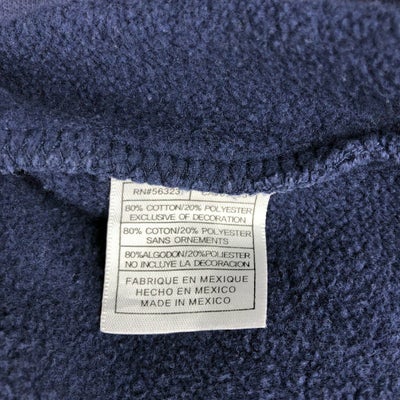 RN#56323
80% COTTON/20% POLYESTER
EXCLUSIVE OF DECORATION
80% COTON/20% POLYESTER
SANS ORNEMENTS
80%ALGODON/20%POLIESTER
NO INCLUYE LA DECORACION
FABRIQUE EN MEXIQUE
HECHO EN MEXICO
MADE IN MEXICO